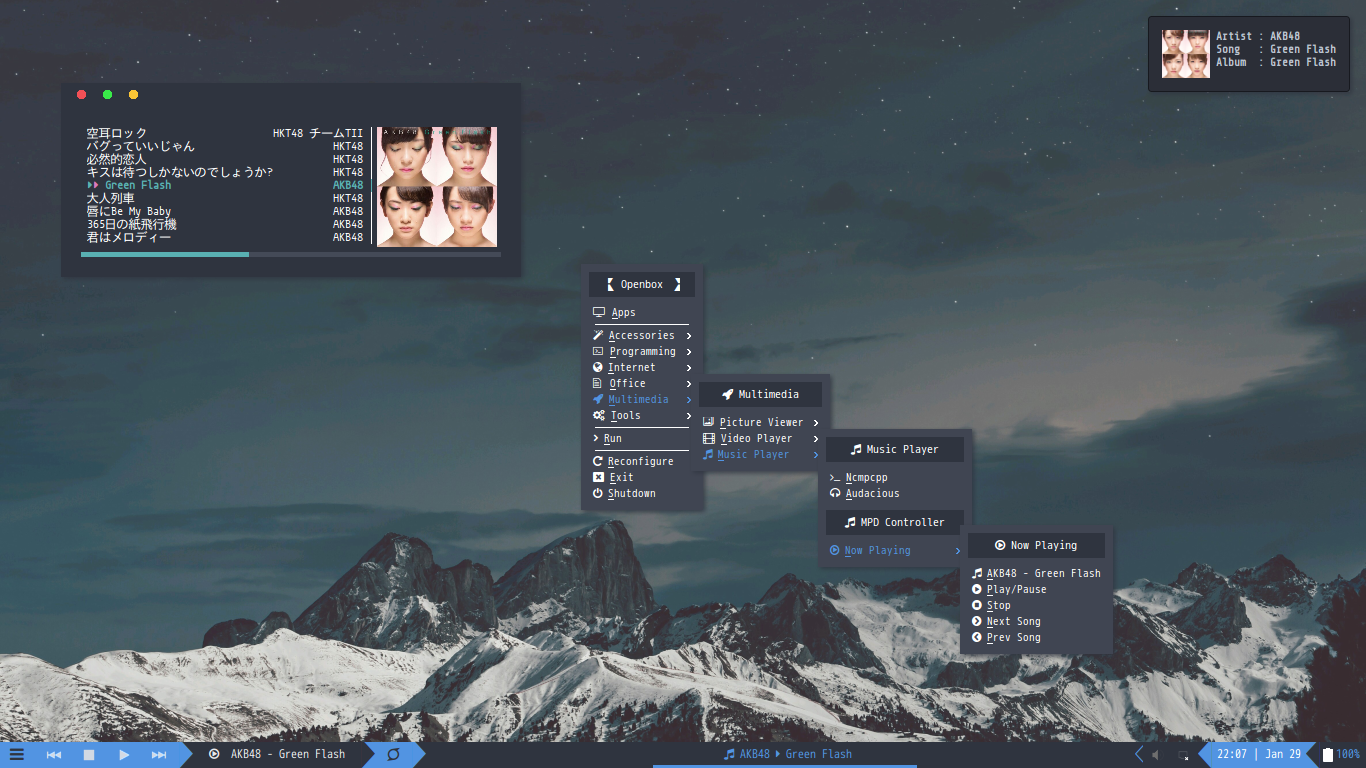 Artist : AKB48
Song : Green Flash
Album : Green Flash
空耳ロック HKT48 チームTII
バグっていいじゃん HKT48
必然的恋人 HKT48
キスは待つしかないのでしょうか? HKT48
Green Flash AKB48
大人列車 HKT48
唇にBe My Baby AKB48
365日の紙飛行機 AKB48
君はメロディー AKB48
Openbox
Apps
Accessories
Programming
Internet
Office
Multimedia
Tools
Run
Reconfigure
Exit
Shutdown
Multimedia
Picture Viewer
Video Player
Music Player
Music Player
Ncmpcpp
Audacious
MPD Controller
Now Playing
Now Playing
AKB48 - Green Flash
Play/Pause
Stop
Next Song
Prev Song
AKB48 - Green Flash
AKB48 Green Flash
22:07 | Jan 29
100%